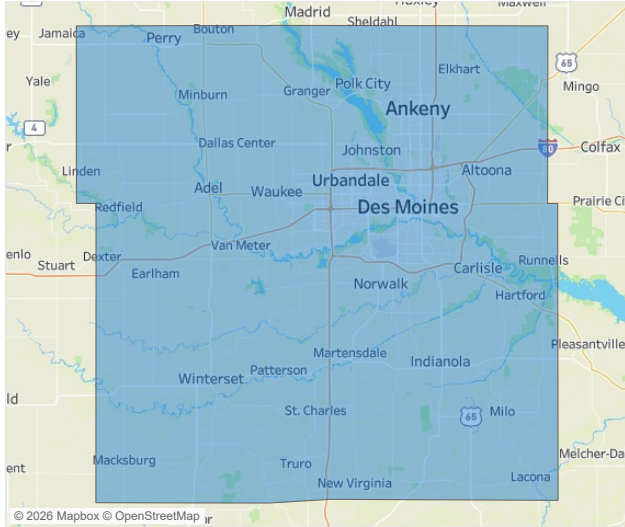 Madrid
Huxley
Maxwell
ey
Jamaica
Perry
Bouton
Sheldahl
65
Yale
Minburn
Granger
Polk City
Elkhart
Mingo
Ankeny
4
r
Dallas Center
Johnston
80
Colfax
Linden
Adel
Waukee
Urbandale
Altoona
Redfield
Des Moines
Prairie Ci
enlo
Stuart
Dexter
Van Meter
Runnells
Earlham
Norwalk
Carlisle
Hartford
Martensdale
Pleasantville
Winterset
Patterson
Indianola
ld
St. Charles
65
Milo
ent
Macksburg
Truro
Melcher-Da
New Virginia
Lacona
© 2026 Mapbox © OpenStreetMap
or